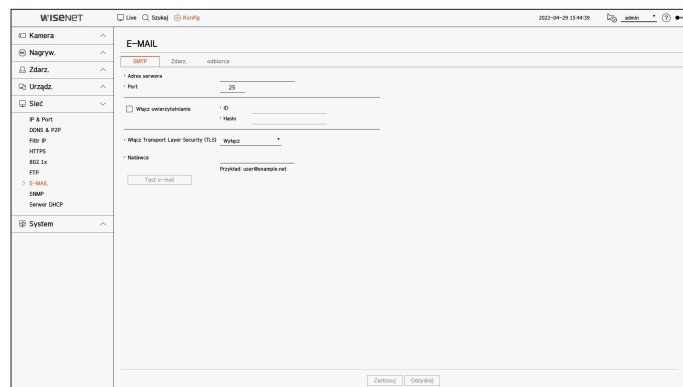 WISENET Live Szukaj Konfig 2022-04-29 15:44:39 admin ?
Kamera
Nagryw.
Zdarz.
Urządz.
Sieć
IP & Port
DDNS & P2P
Filtr IP
HTTPS
802.1x
FTP
> E-MAIL
SNMP
Serwer DHCP
System
E-MAIL
SMTP Zdarz. odbiorca
Adres serwera
Port 25
Włącz uwierzytelnianie ID
Hasło
Włącz Transport Layer Security (TLS) Wyłącz
Nadawca
Przykład: user@example.net
Test e-mail
Zastosuj Odzyskaj